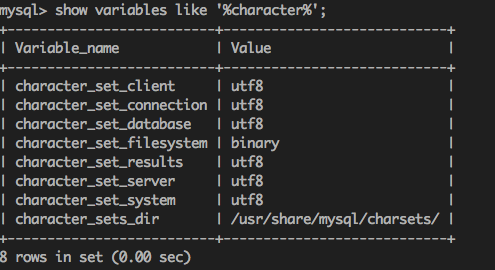 mysql> show variables like '%character%';
+--------------------------+----------------------------+
| Variable_name | Value |
+--------------------------+----------------------------+
| character_set_client | utf8 |
| character_set_connection | utf8 |
| character_set_database | utf8 |
| character_set_filesystem | binary |
| character_set_results | utf8 |
| character_set_server | utf8 |
| character_set_system | utf8 |
| character_sets_dir | /usr/share/mysql/charsets/ |
+--------------------------+----------------------------+
8 rows in set (0.00 sec)